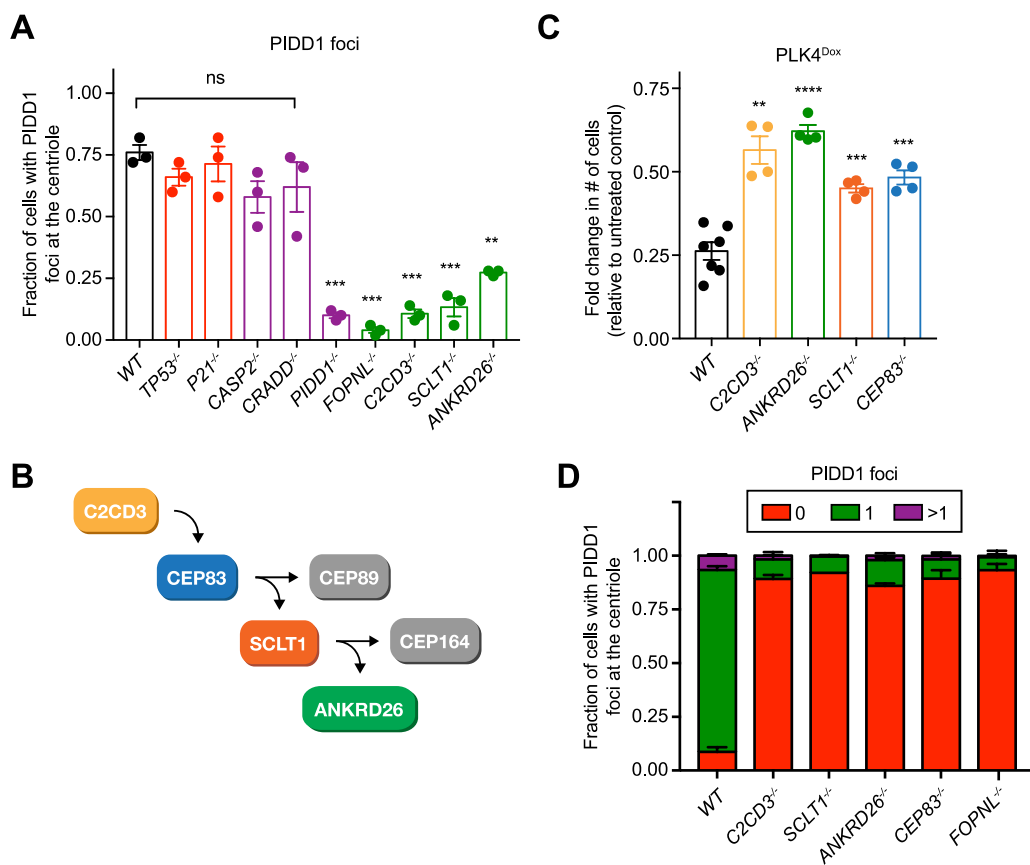 A
PIDD1 foci
ns
*** *** *** *** **
Fraction of cells with PIDD1
foci at the centriole
1.00
0.75
0.50
0.25
0.00
WT
TP53-/-
P21-/-
CASP2-/-
CRADD-/-
PIDD1-/-
FOPNL-/-
C2CD3-/-
SCLT1-/-
ANKRD26-/-
C
PLK4Dox
** **** *** ***
Fold change in # of cells
(relative to untreated control)
0.75
0.50
0.25
0.00
WT
C2CD3-/-
ANKRD26-/-
SCLT1-/-
CEP83-/-
B
C2CD3
CEP83
CEP89
SCLT1
CEP164
ANKRD26
D
PIDD1 foci
0 1 >1
Fraction of cells with PIDD1
foci at the centriole
1.00
0.75
0.50
0.25
0.00
WT
C2CD3-/-
SCLT1-/-
ANKRD26-/-
CEP83-/-
FOPNL-/-